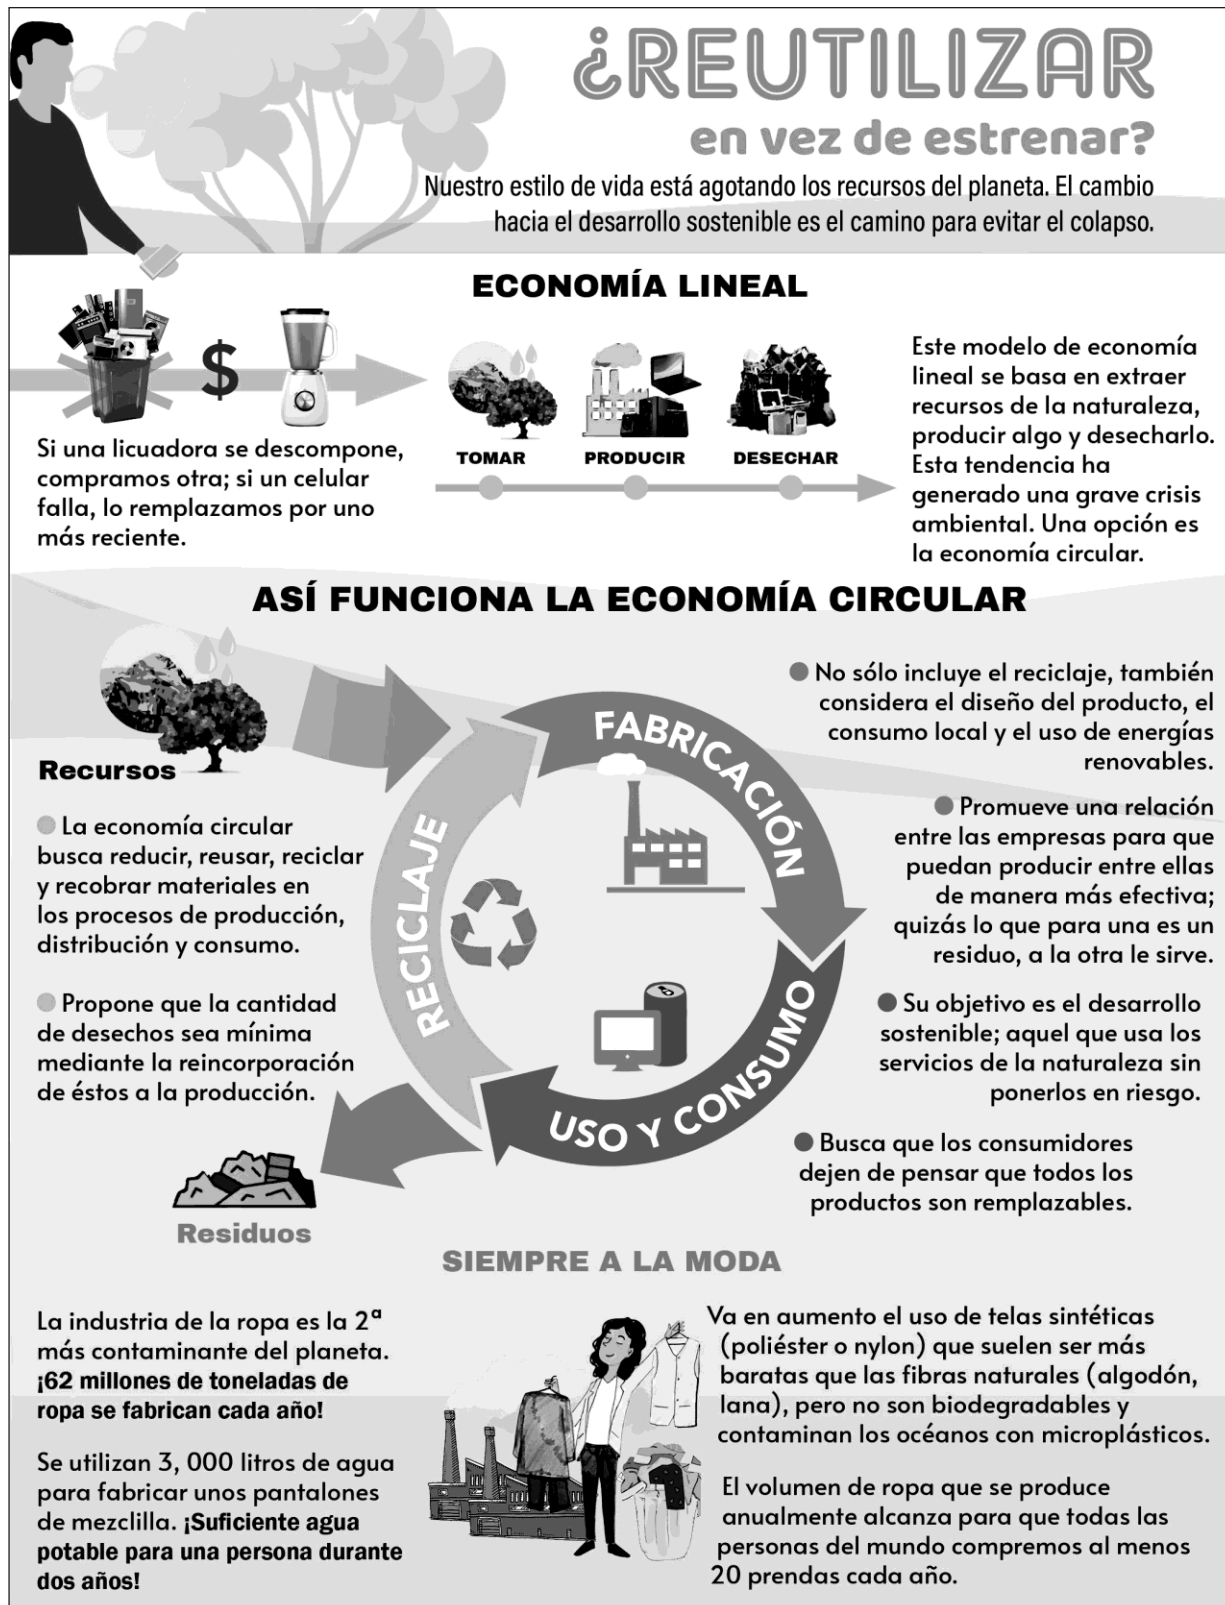 ¿REUTILIZAR
en vez de estrenar?
Nuestro estilo de vida está agotando los recursos del planeta. El cambio
hacia el desarrollo sostenible es el camino para evitar el colapso.
ECONOMÍA LINEAL
$
Si una licuadora se descompone,
compramos otra; si un celular
falla, lo remplazamos por uno
más reciente.
TOMAR
PRODUCIR
DESECHAR
Este modelo de economía
lineal se basa en extraer
recursos de la naturaleza,
producir algo y desecharlo.
Esta tendencia ha
generado una grave crisis
ambiental. Una opción es
la economía circular.
ASÍ FUNCIONA LA ECONOMÍA CIRCULAR
Recursos
● La economía circular
busca reducir, reusar, reciclar
y recobrar materiales en
los procesos de producción,
distribución y consumo.
● Propone que la cantidad
de desechos sea mínima
mediante la reincorporación
de éstos a la producción.
Residuos
RECICLAJE
FABRICACIÓN
USO Y CONSUMO
● No sólo incluye el reciclaje, también
considera el diseño del producto, el
consumo local y el uso de energías
renovables.
● Promueve una relación
entre las empresas para que
puedan producir entre ellas
de manera más efectiva;
quizás lo que para una es un
residuo, a la otra le sirve.
● Su objetivo es el desarrollo
sostenible; aquel que usa los
servicios de la naturaleza sin
ponerlos en riesgo.
● Busca que los consumidores
dejen de pensar que todos los
productos son remplazables.
SIEMPRE A LA MODA
La industria de la ropa es la 2ª
más contaminante del planeta.
¡62 millones de toneladas de
ropa se fabrican cada año!
Se utilizan 3, 000 litros de agua
para fabricar unos pantalones
de mezclilla. ¡Suficiente agua
potable para una persona durante
dos años!
Va en aumento el uso de telas sintéticas
(poliéster o nylon) que suelen ser más
baratas que las fibras naturales (algodón,
lana), pero no son biodegradables y
contaminan los océanos con microplásticos.
El volumen de ropa que se produce
anualmente alcanza para que todas las
personas del mundo compremos al menos
20 prendas cada año.